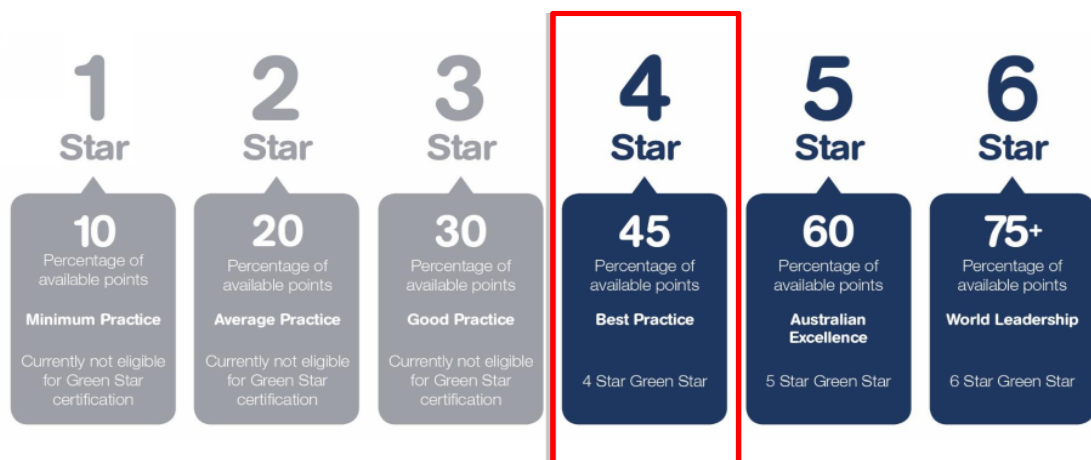 1
Star
10
Percentage of
available points
Minimum Practice
Currently not eligible
for Green Star
certification
2
Star
20
Percentage of
available points
Average Practice
Currently not eligible
for Green Star
certification
3
Star
30
Percentage of
available points
Good Practice
Currently not eligible
for Green Star
certification
4
Star
45
Percentage of
available points
Best Practice
4 Star Green Star
5
Star
60
Percentage of
available points
Australian
Excellence
5 Star Green Star
6
Star
75+
Percentage of
available points
World Leadership
6 Star Green Star